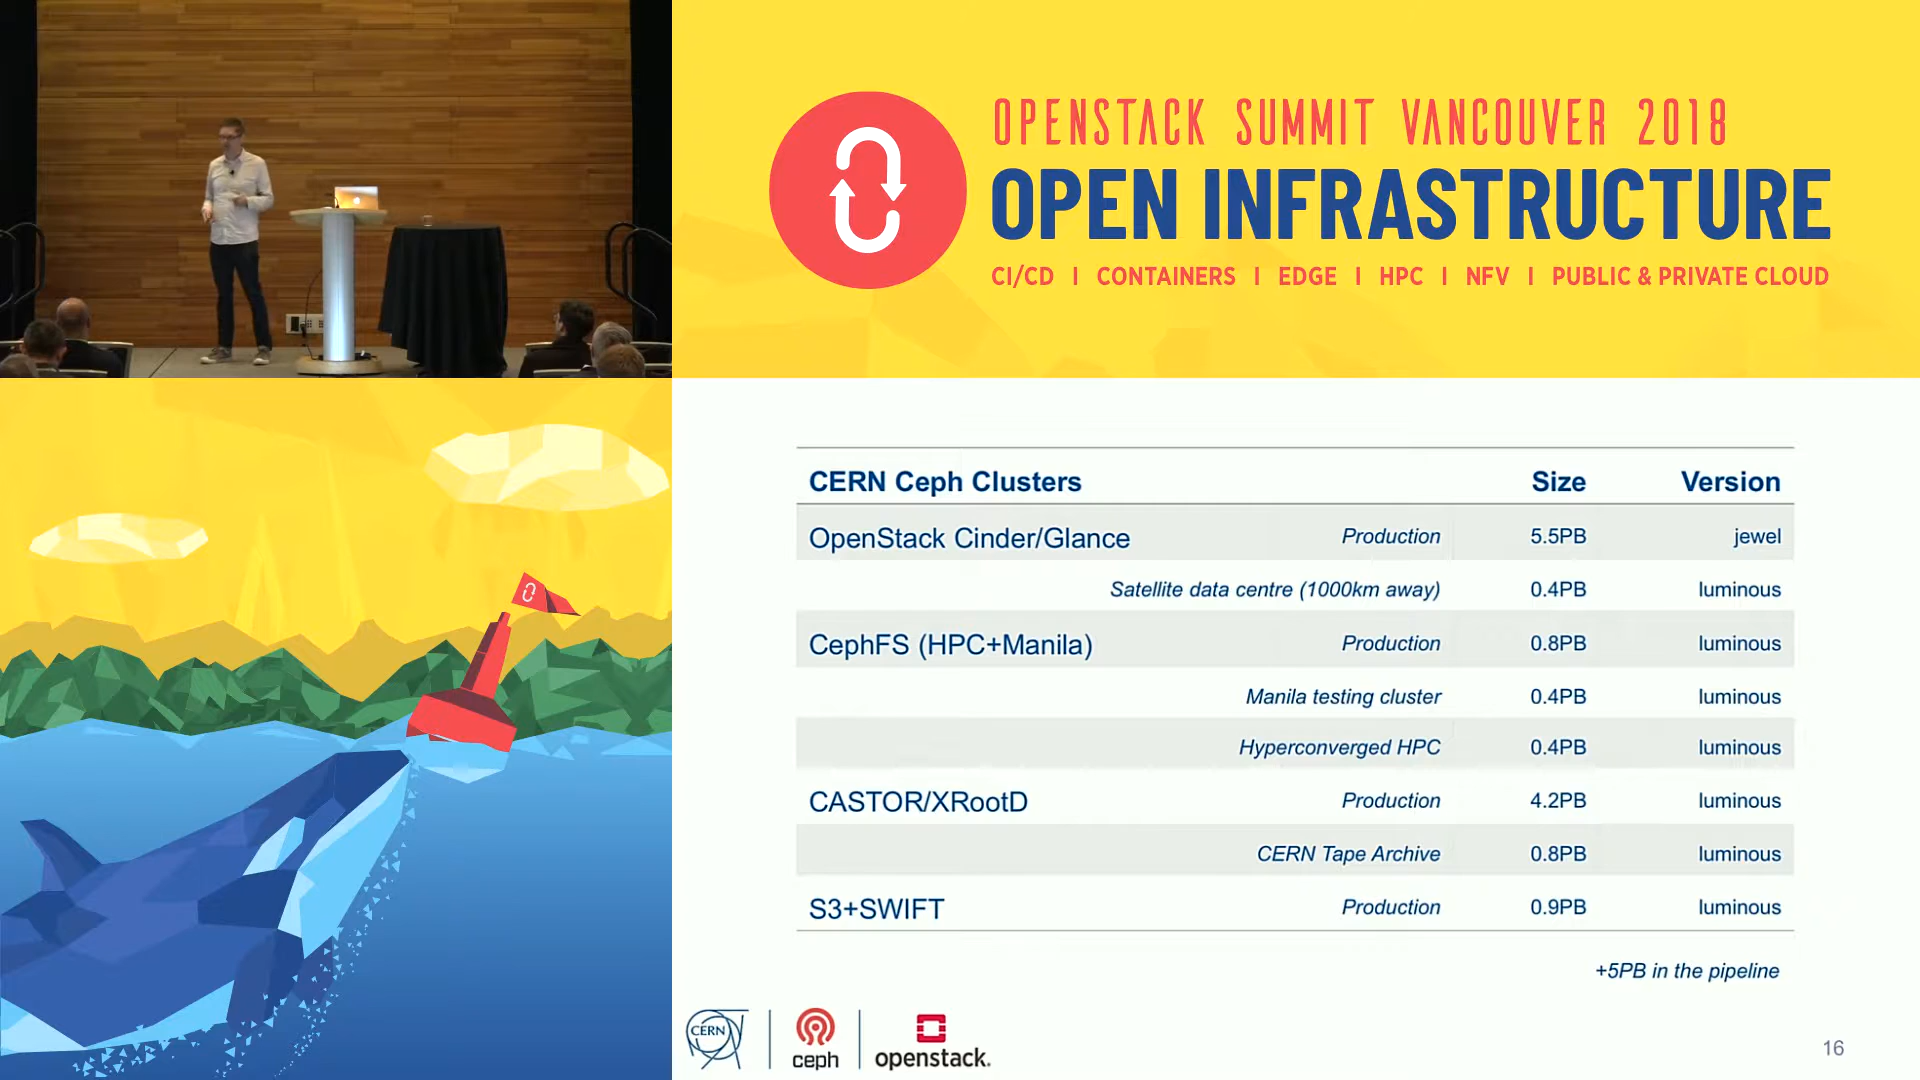 OPENSTACK SUMMIT VANCOUVER 2018
OPEN INFRASTRUCTURE
CI/CD | CONTAINERS | EDGE | HPC | NFV | PUBLIC & PRIVATE CLOUD
CERN Ceph Clusters Size Version
OpenStack Cinder/Glance Production 5.5PB jewel
Satellite data centre (1000km away) 0.4PB luminous
CephFS (HPC+Manila) Production 0.8PB luminous
Manila testing cluster 0.4PB luminous
Hyperconverged HPC 0.4PB luminous
CASTOR/XRootD Production 4.2PB luminous
CERN Tape Archive 0.8PB luminous
S3+SWIFT Production 0.9PB luminous
+5PB in the pipeline
CERN ceph openstack.
16